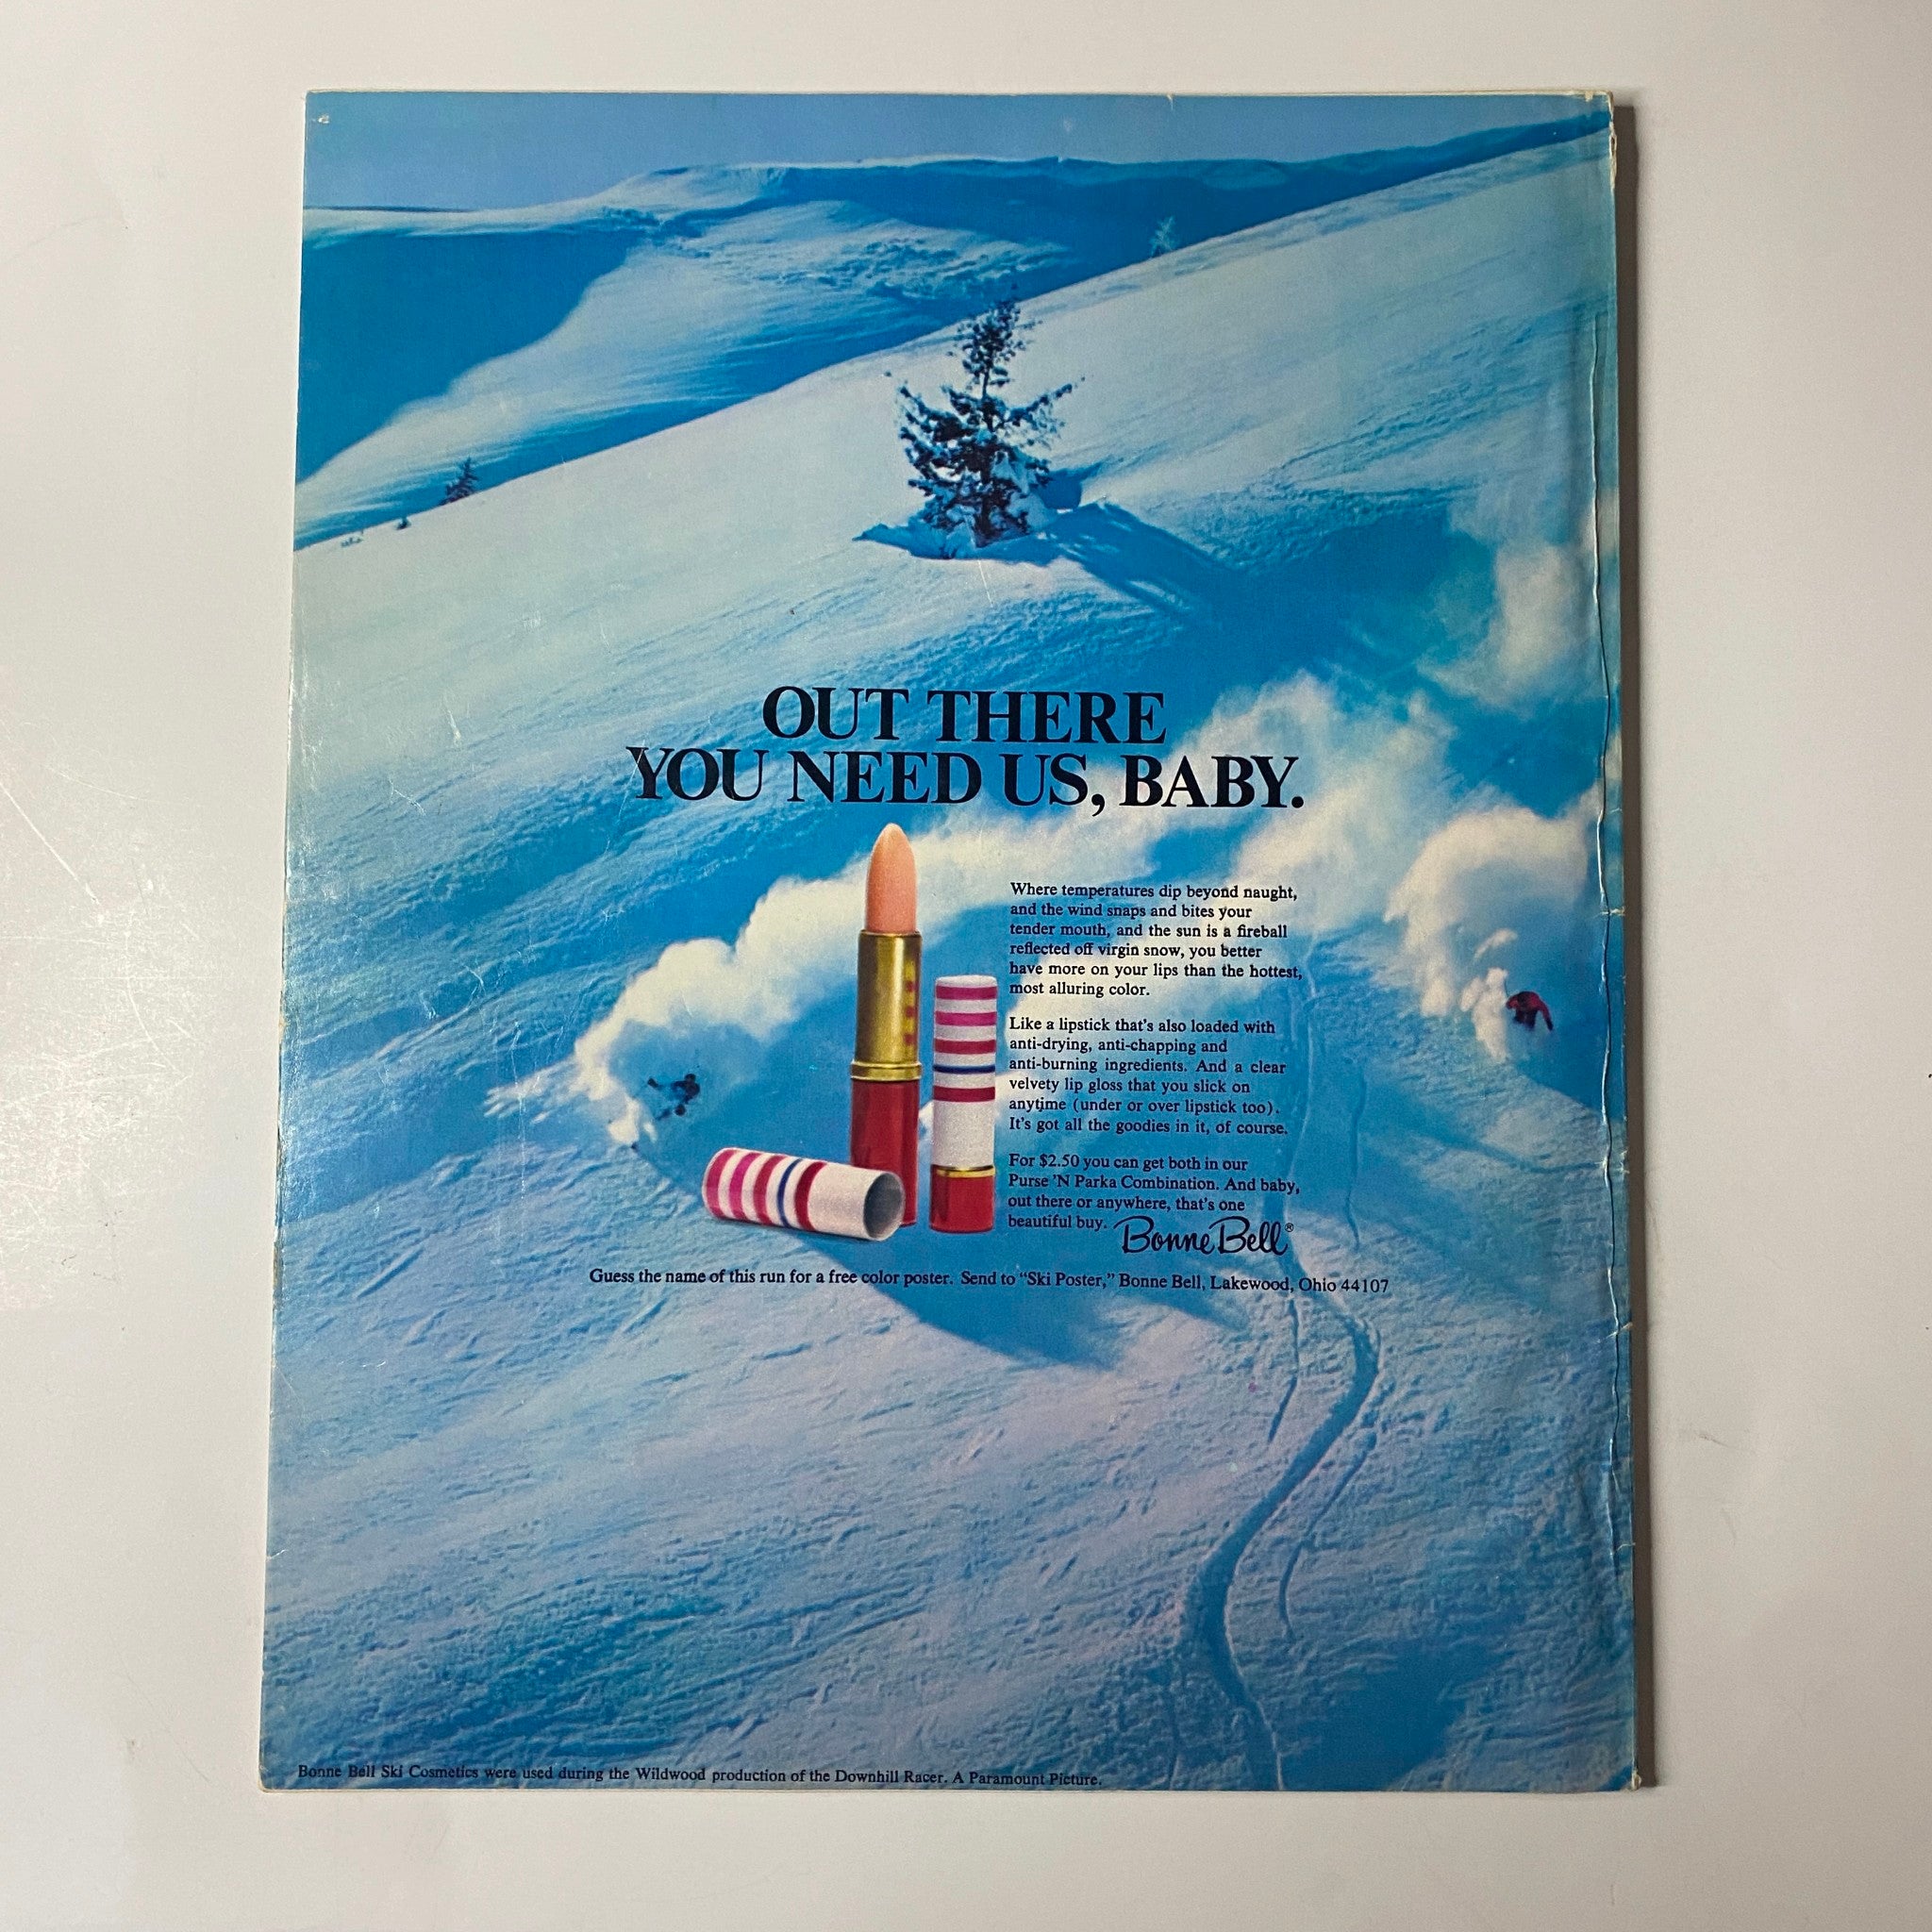 OUT THERE
YOU NEED US, BABY.
Where temperatures dip beyond naught,
and the wind snaps and bites your
tender mouth, and the sun is a fireball
reflected off virgin snow, you better
have more on your lips than the hottest,
most alluring color.
Like a lipstick that's also loaded with
anti-drying, anti-chapping and
anti-burning ingredients. And a clear
velvety lip gloss that you slick on
anytime (under or over lipstick too).
It's got all the goodies in it, of course.
For $2.50 you can get both in our
Purse 'N Parka Combination. And baby,
out there or anywhere, that's one
beautiful buy.
Bonne Bell®
Guess the name of this run for a free color poster. Send to "Ski Poster," Bonne Bell, Lakewood, Ohio 44107
Bonne Bell Ski Cosmetics were used during the Wildwood production of the Downhill Racer. A Paramount Picture.